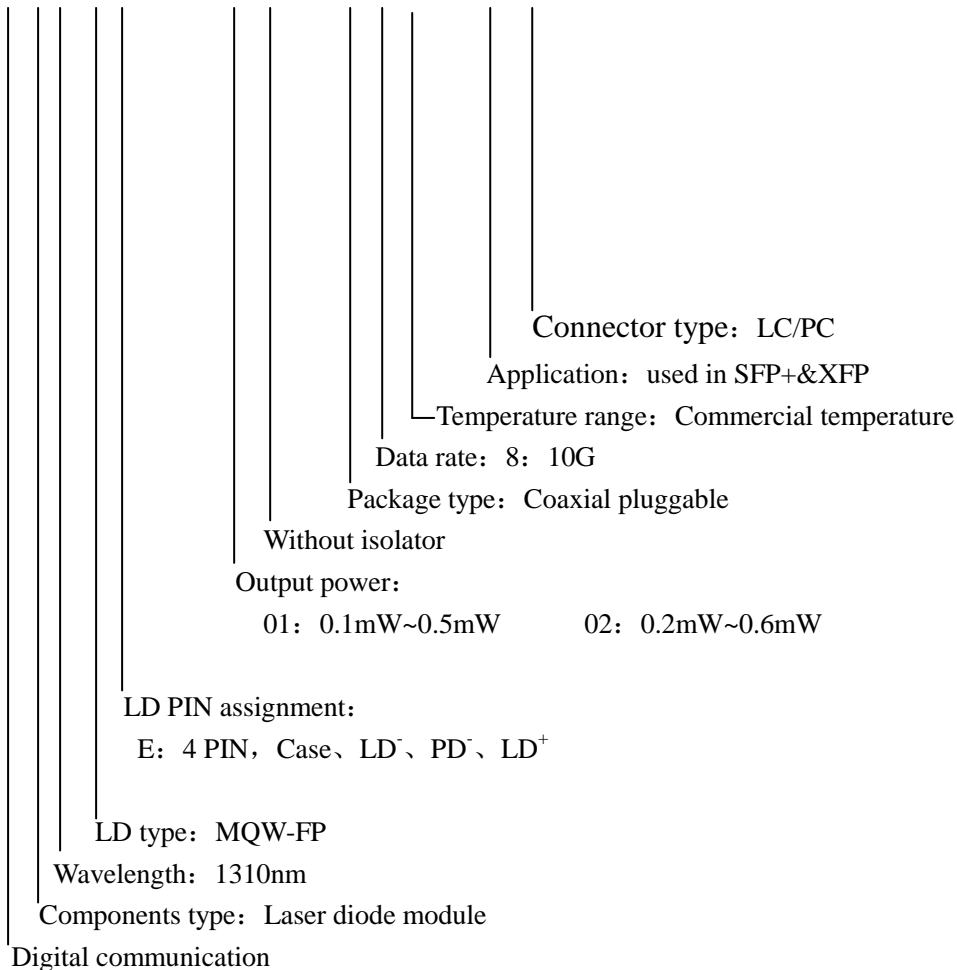 Connector type：LC/PC
Application：used in SFP+&XFP
Temperature range：Commercial temperature
Data rate：8：10G
Package type：Coaxial pluggable
Without isolator
Output power：
01：0.1mW~0.5mW 02：0.2mW~0.6mW
LD PIN assignment：
E：4 PIN，Case、LD⁻、PD⁻、LD⁺
LD type：MQW-FP
Wavelength：1310nm
Components type：Laser diode module
Digital communication